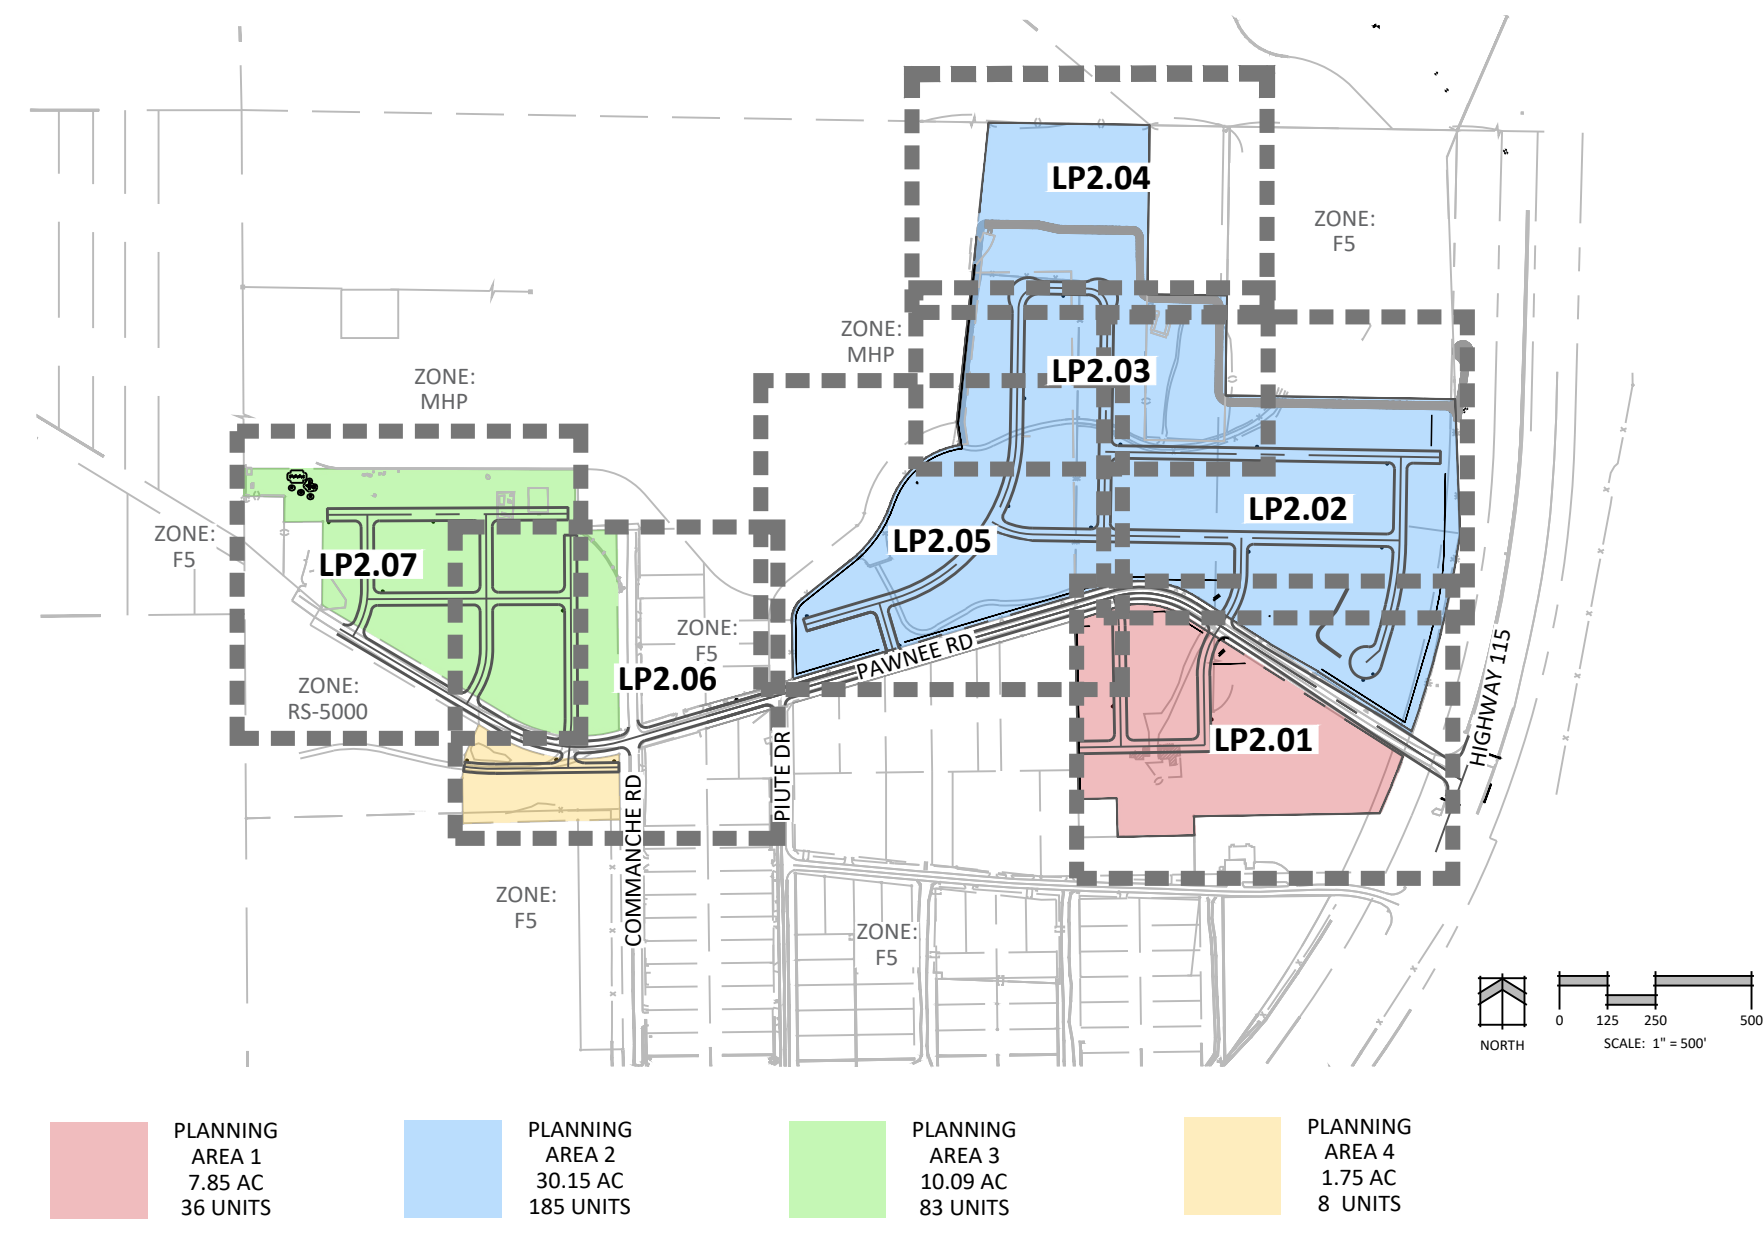 LP2.04
ZONE:
F5
ZONE:
MHP
LP2.03
ZONE:
MHP
LP2.02
ZONE:
F5
LP2.07
LP2.05
ZONE:
F5
LP2.06
PAWNEE RD
ZONE:
RS-5000
LP2.01
HIGHWAY 115
PIUTE DR
COMMANCHE RD
ZONE:
F5
ZONE:
F5
NORTH
0 125 250 500
SCALE: 1" = 500'
PLANNING
AREA 1
7.85 AC
36 UNITS
PLANNING
AREA 2
30.15 AC
185 UNITS
PLANNING
AREA 3
10.09 AC
83 UNITS
PLANNING
AREA 4
1.75 AC
8 UNITS